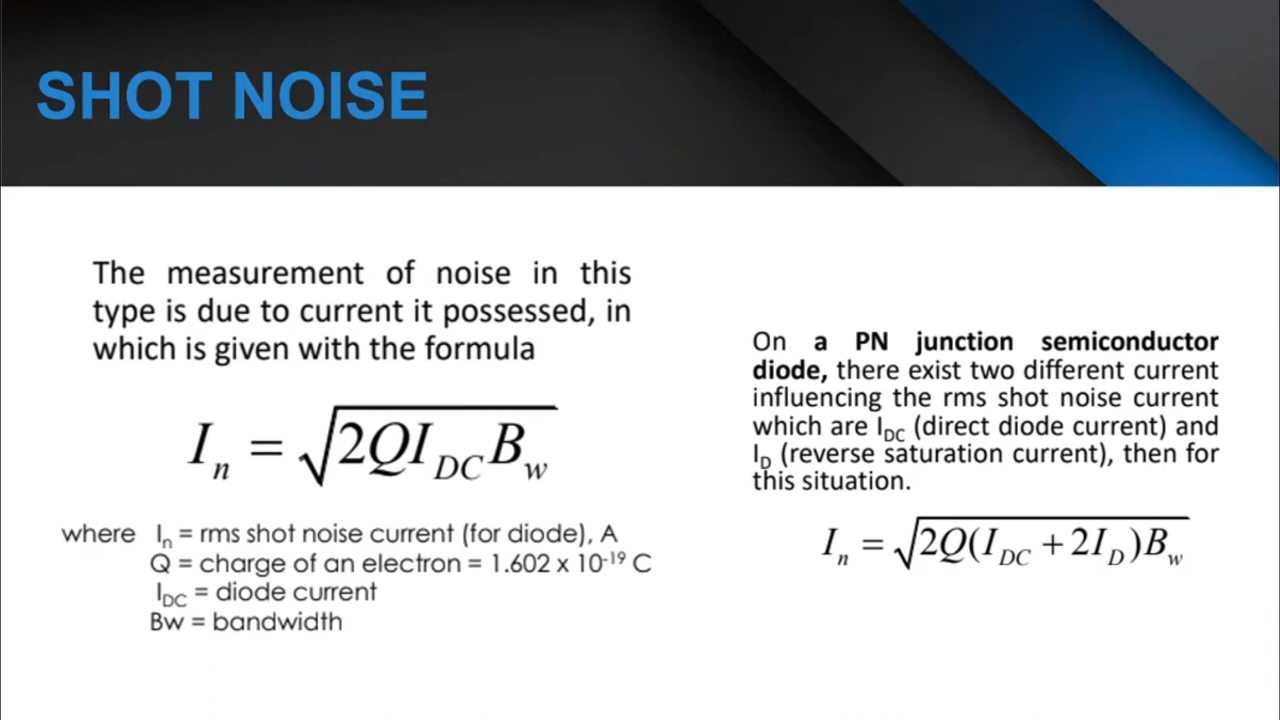 SHOT NOISE
The measurement of noise in this
type is due to current it possessed, in
which is given with the formula
Iₙ = √2QI_DC B_w
where Iₙ = rms shot noise current (for diode), A
Q = charge of an electron = 1.602 x 10⁻¹⁹ C
I_DC = diode current
Bw = bandwidth
On a PN junction semiconductor
diode, there exist two different current
influencing the rms shot noise current
which are I_DC (direct diode current) and
I_D (reverse saturation current), then for
this situation.
Iₙ = √2Q(I_DC + 2I_D)B_w